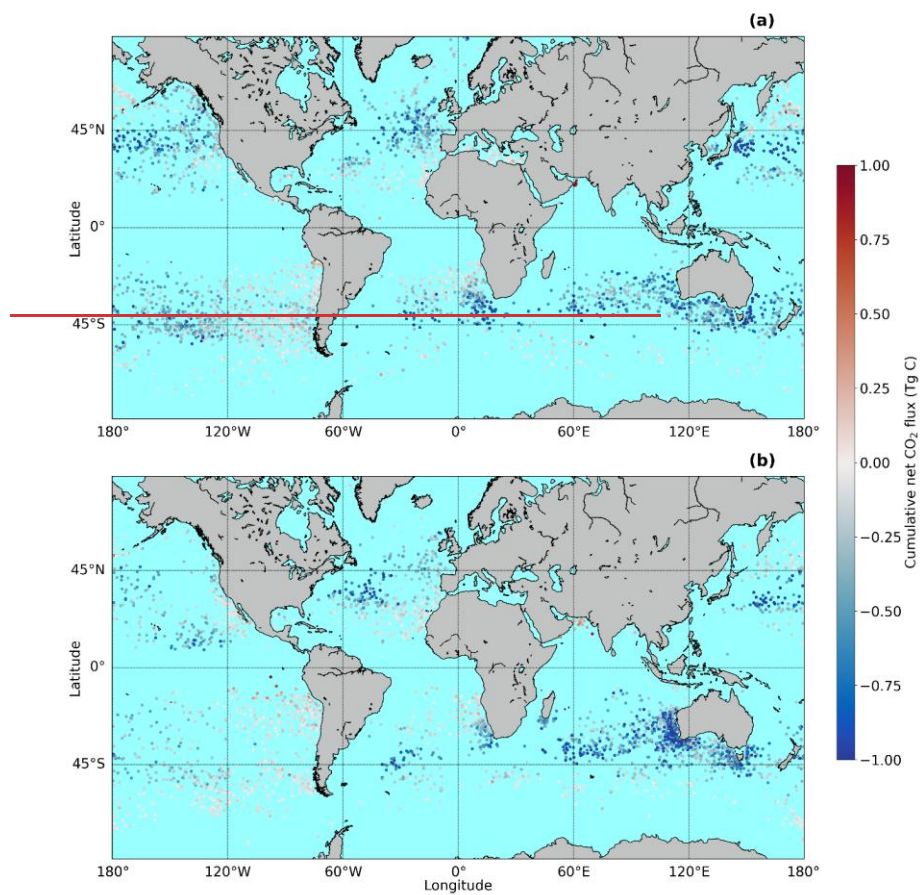 (a)
Latitude
45°N
0°
45°S
180° 120°W 60°W 0° 60°E 120°E 180°
(b)
Latitude
45°N
0°
45°S
180° 120°W 60°W 0° 60°E 120°E 180°
Longitude
1.00
0.75
0.50
0.25
0.00
−0.25
−0.50
−0.75
−1.00
Cumulative net CO₂ flux (Tg C)